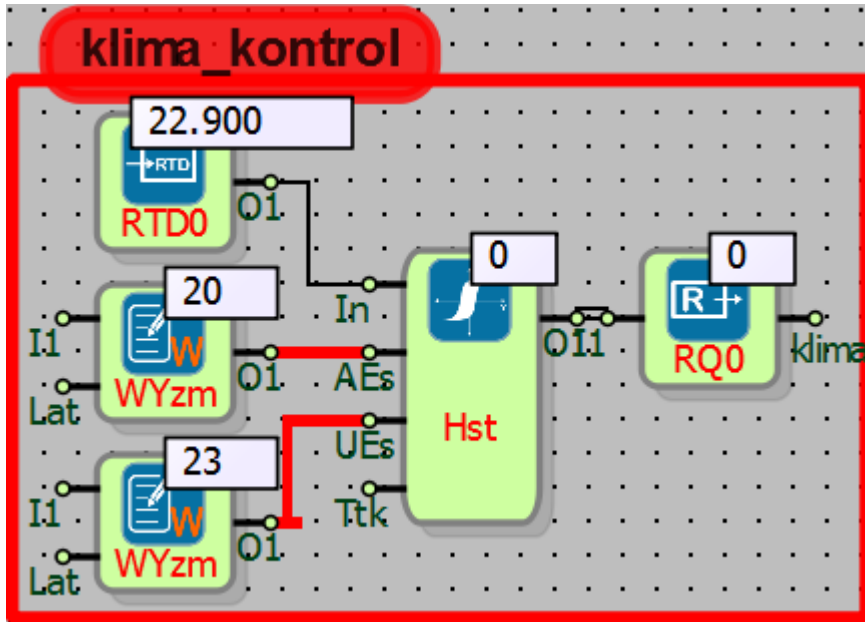 klima_kontrol
22.900
RTD
RTD0
O1
20
I1
Lat
W
WYzm
O1
23
I1
Lat
W
WYzm
O1
0
In
AEs
UEs
Ttk
Hst
O1
I1
0
R
RQ0
klima